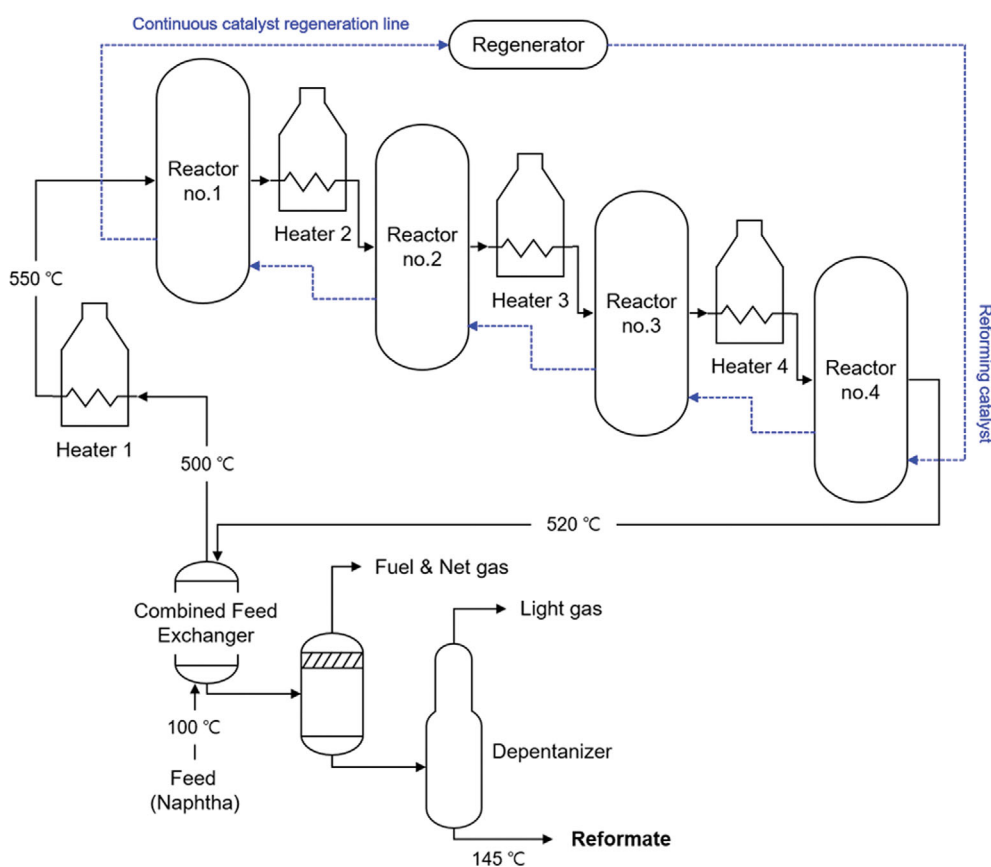 Continuous catalyst regeneration line
Regenerator
Reactor
no.1
Heater 2
Reactor
no.2
Heater 3
Reactor
no.3
Heater 4
Reactor
no.4
Reforming catalyst
550 ℃
Heater 1
500 ℃
520 ℃
Combined Feed
Exchanger
Fuel & Net gas
Light gas
100 ℃
Feed
(Naphtha)
Depentanizer
Reformate
145 ℃